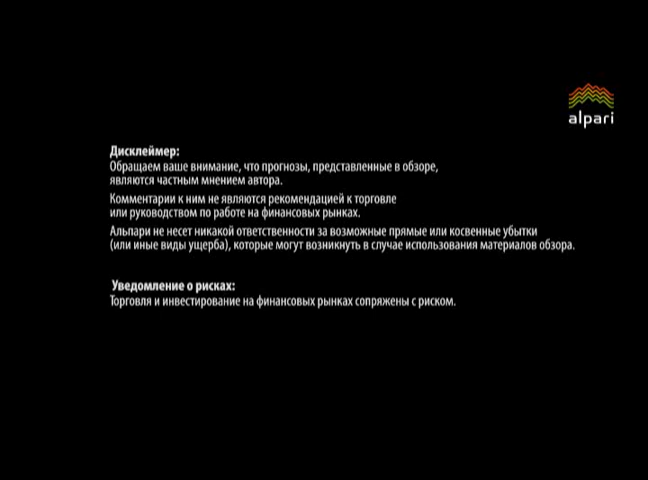 alpari
Дисклеймер:
Обращаем ваше внимание, что прогнозы, представленные в обзоре,
являются частным мнением автора.
Комментарии к ним не являются рекомендацией к торговле
или руководством по работе на финансовых рынках.
Альпари не несет никакой ответственности за возможные прямые или косвенные убытки
(или иные виды ущерба), которые могут возникнуть в случае использования материалов обзора.
Уведомление о рисках:
Торговля и инвестирование на финансовых рынках сопряжены с риском.